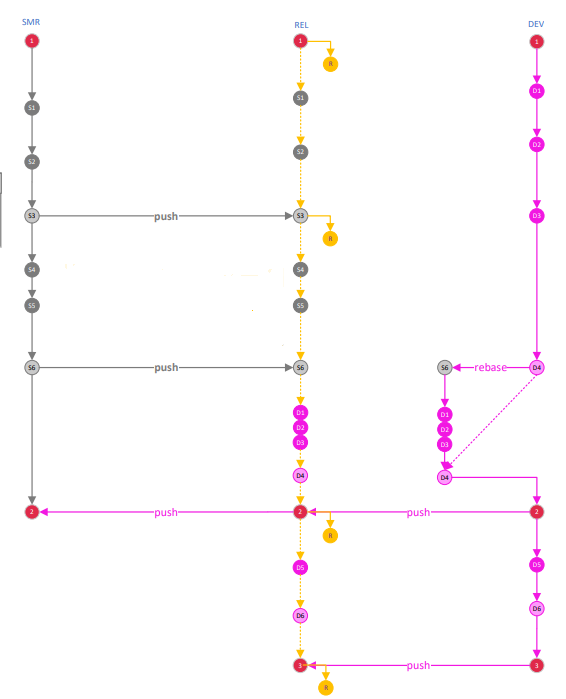 SMR REL DEV
1 1 1
R
D1
S1 S1
D2
S2 S2
S3 push S3 D3
R
S4 S4
S5 S5
S6 push S6 S6 rebase D4
D1 D1
D2 D2
D3 D3
D4 D4
2 push 2 push 2
R
D5 D5
D6 D6
3 push 3
R